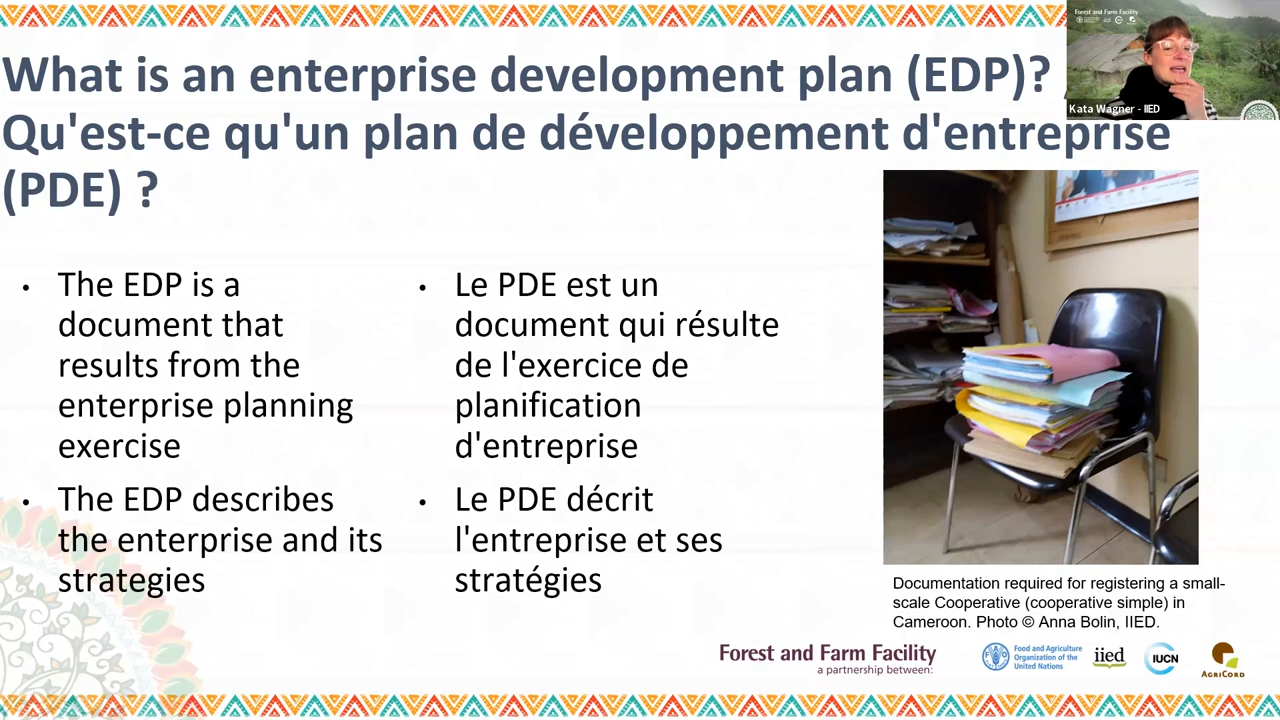 What is an enterprise development plan (EDP)? /
Qu'est-ce qu'un plan de développement d'entreprise
(PDE) ?
Forest and Farm Facility
iied
Kata Wagner - IIED
• The EDP is a
document that
results from the
enterprise planning
exercise
• The EDP describes
the enterprise and its
strategies
• Le PDE est un
document qui résulte
de l'exercice de
planification
d'entreprise
• Le PDE décrit
l'entreprise et ses
stratégies
Documentation required for registering a small-
scale Cooperative (cooperative simple) in
Cameroon. Photo © Anna Bolin, IIED.
Forest and Farm Facility
a partnership between:
Food and Agriculture
Organization of the
United Nations
iied
IUCN
AGRICORD